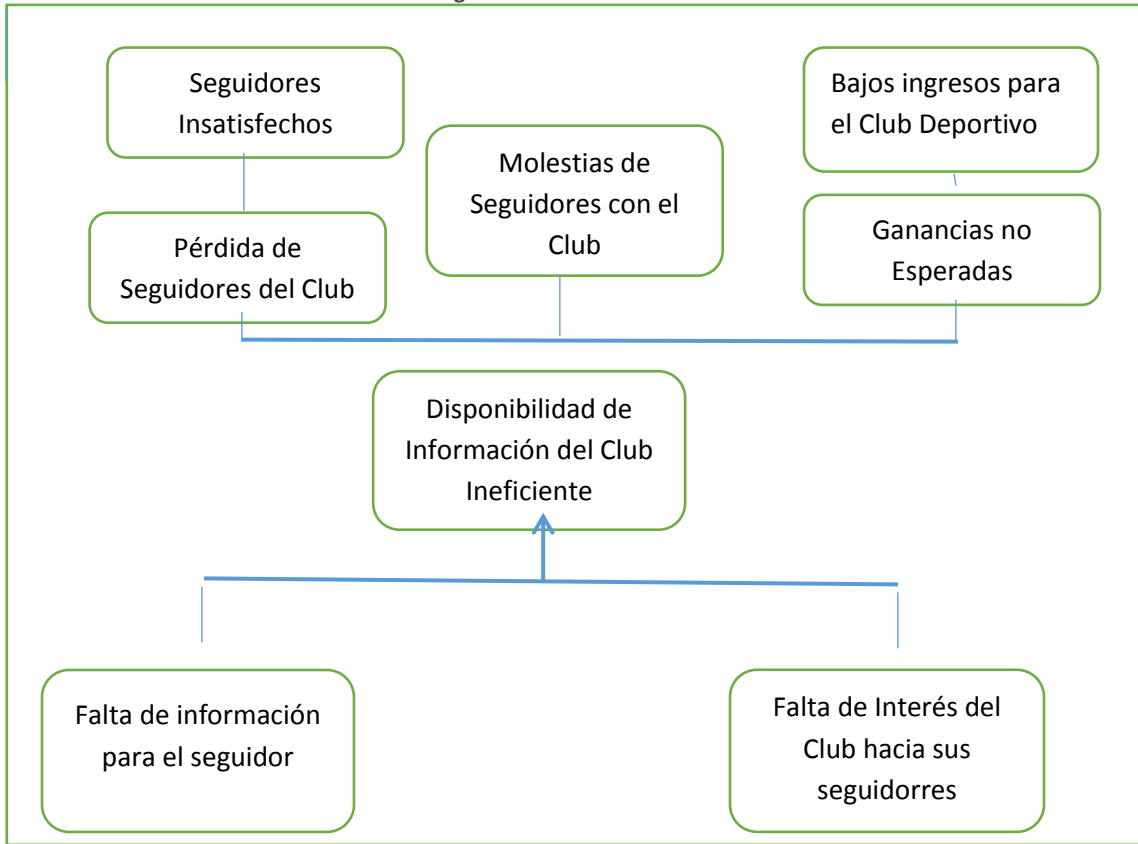 Seguidores
Insatisfechos
Molestias de
Seguidores con el
Club
Bajos ingresos para
el Club Deportivo
Pérdida de
Seguidores del Club
Ganancias no
Esperadas
Disponibilidad de
Información del Club
Ineficiente
Falta de información
para el seguidor
Falta de Interés del
Club hacia sus
seguidorres